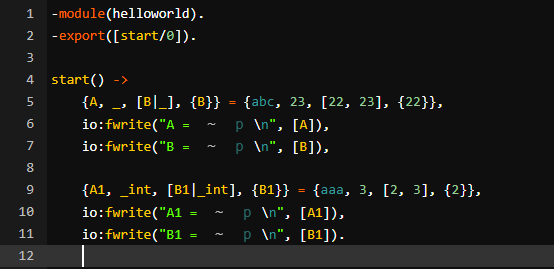 1 -module(helloworld).
2 -export([start/0]).
3
4 start() ->
5 {A, _, [B|_], {B}} = {abc, 23, [22, 23], {22}},
6 io:fwrite("A =  ~  p \n", [A]),
7 io:fwrite("B =  ~  p \n", [B]),
8
9 {A1, _int, [B1|_int], {B1}} = {aaa, 3, [2, 3], {2}},
10 io:fwrite("A1 =  ~  p \n", [A1]),
11 io:fwrite("B1 =  ~  p \n", [B1]).
12